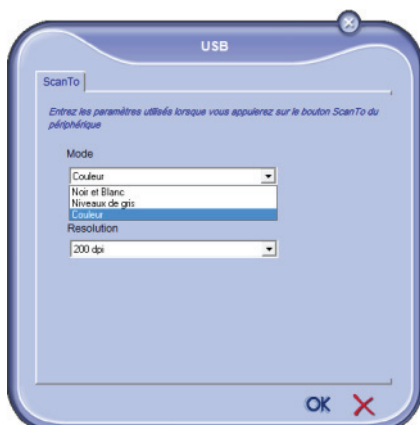 USB
ScanTo
Entrez les paramètres utilisés lorsque vous appuierez sur le bouton ScanTo du
périphérique
Mode
Couleur
Noir et Blanc
Niveaux de gris
Couleur
Resolution
200 dpi
OK